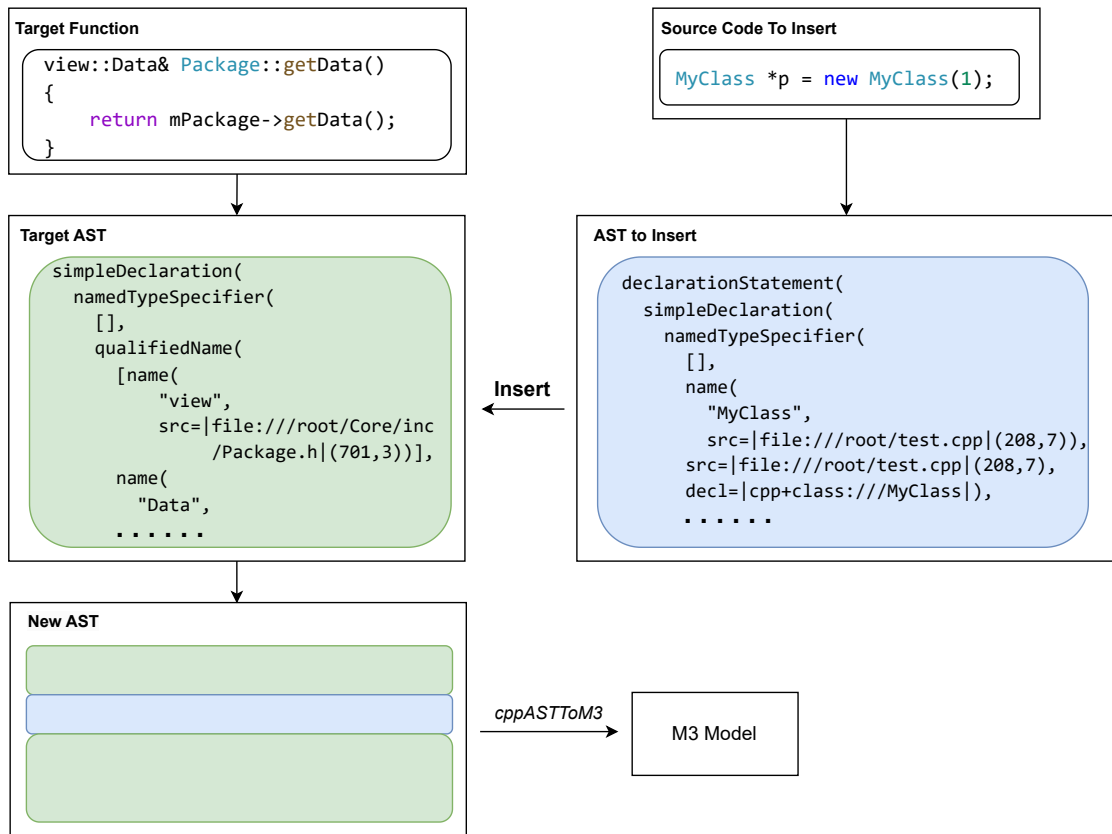 Target Function
view::Data& Package::getData()
{
    return mPackage->getData();
}
Source Code To Insert
MyClass *p = new MyClass(1);
Target AST
simpleDeclaration(
  namedTypeSpecifier(
    [],
    qualifiedName(
      [name(
          "view",
          src=|file:///root/Core/inc
            /Package.h|(701,3))],
      name(
        "Data",
      ......
Insert
AST to Insert
declarationStatement(
  simpleDeclaration(
    namedTypeSpecifier(
      [],
      name(
        "MyClass",
        src=|file:///root/test.cpp|(208,7)),
      src=|file:///root/test.cpp|(208,7),
      decl=|cpp+class:///MyClass|),
      ......
New AST
cppASTToM3
M3 Model